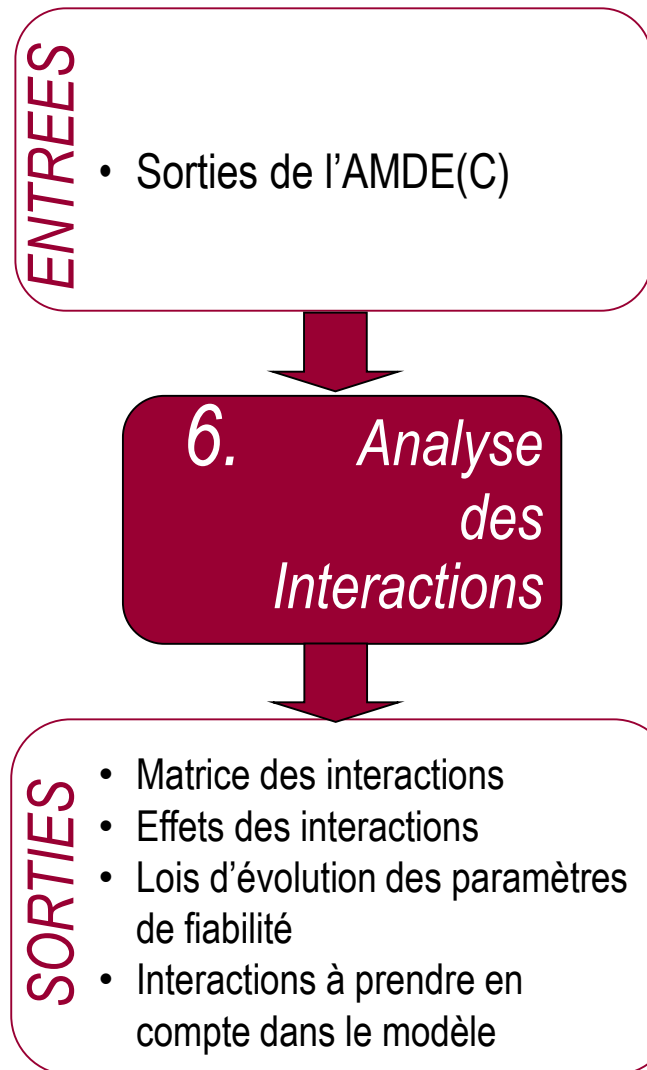 ENTREES
• Sorties de l’AMDE(C)
6. Analyse
des
Interactions
SORTIES
• Matrice des interactions
• Effets des interactions
• Lois d’évolution des paramètres
de fiabilité
• Interactions à prendre en
compte dans le modèle